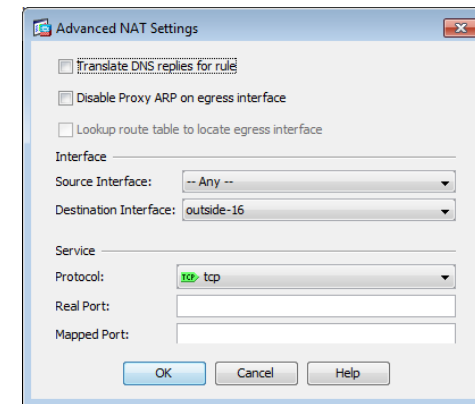 Advanced NAT Settings
Translate DNS replies for rule
Disable Proxy ARP on egress interface
Lookup route table to locate egress interface
Interface
Source Interface: -- Any --
Destination Interface: outside-16
Service
Protocol: TCP tcp
Real Port:
Mapped Port:
OK Cancel Help